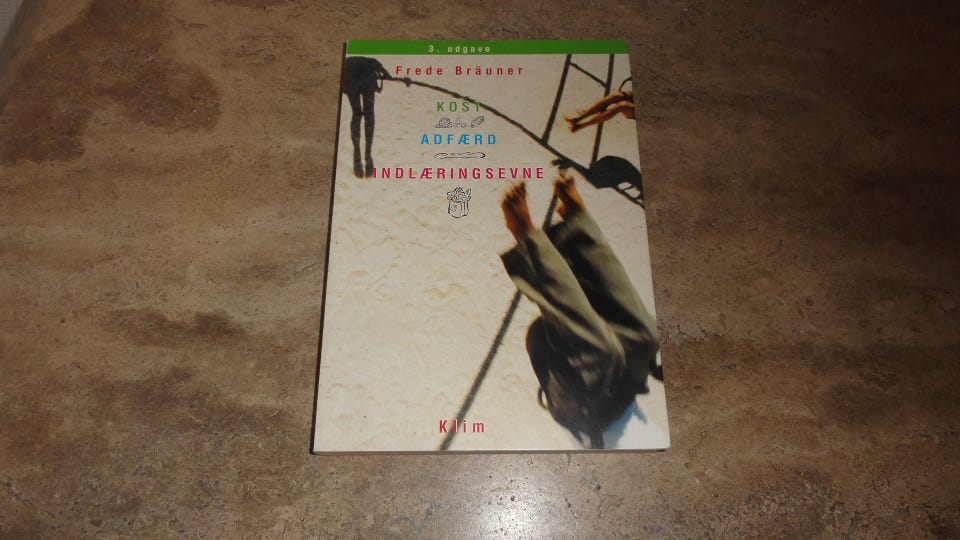 3. udgave
Frede Bräuner
KOST
ADFÆRD
INDLÆRINGSEVNE
Klim